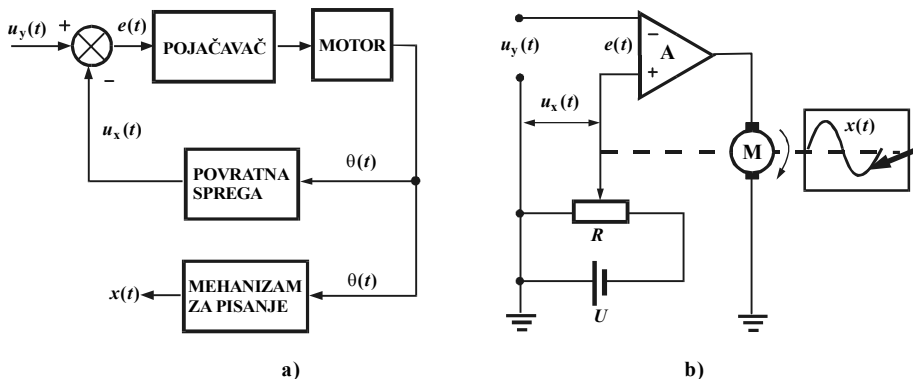 u_y(t)
+
e(t)
−
POJAČAVAČ
MOTOR
u_x(t)
POVRATNA
SPREGA
θ(t)
x(t)
MEHANIZAM
ZA PISANJE
θ(t)
a)
u_y(t)
e(t)
−
A
+
u_x(t)
M
x(t)
R
U
b)